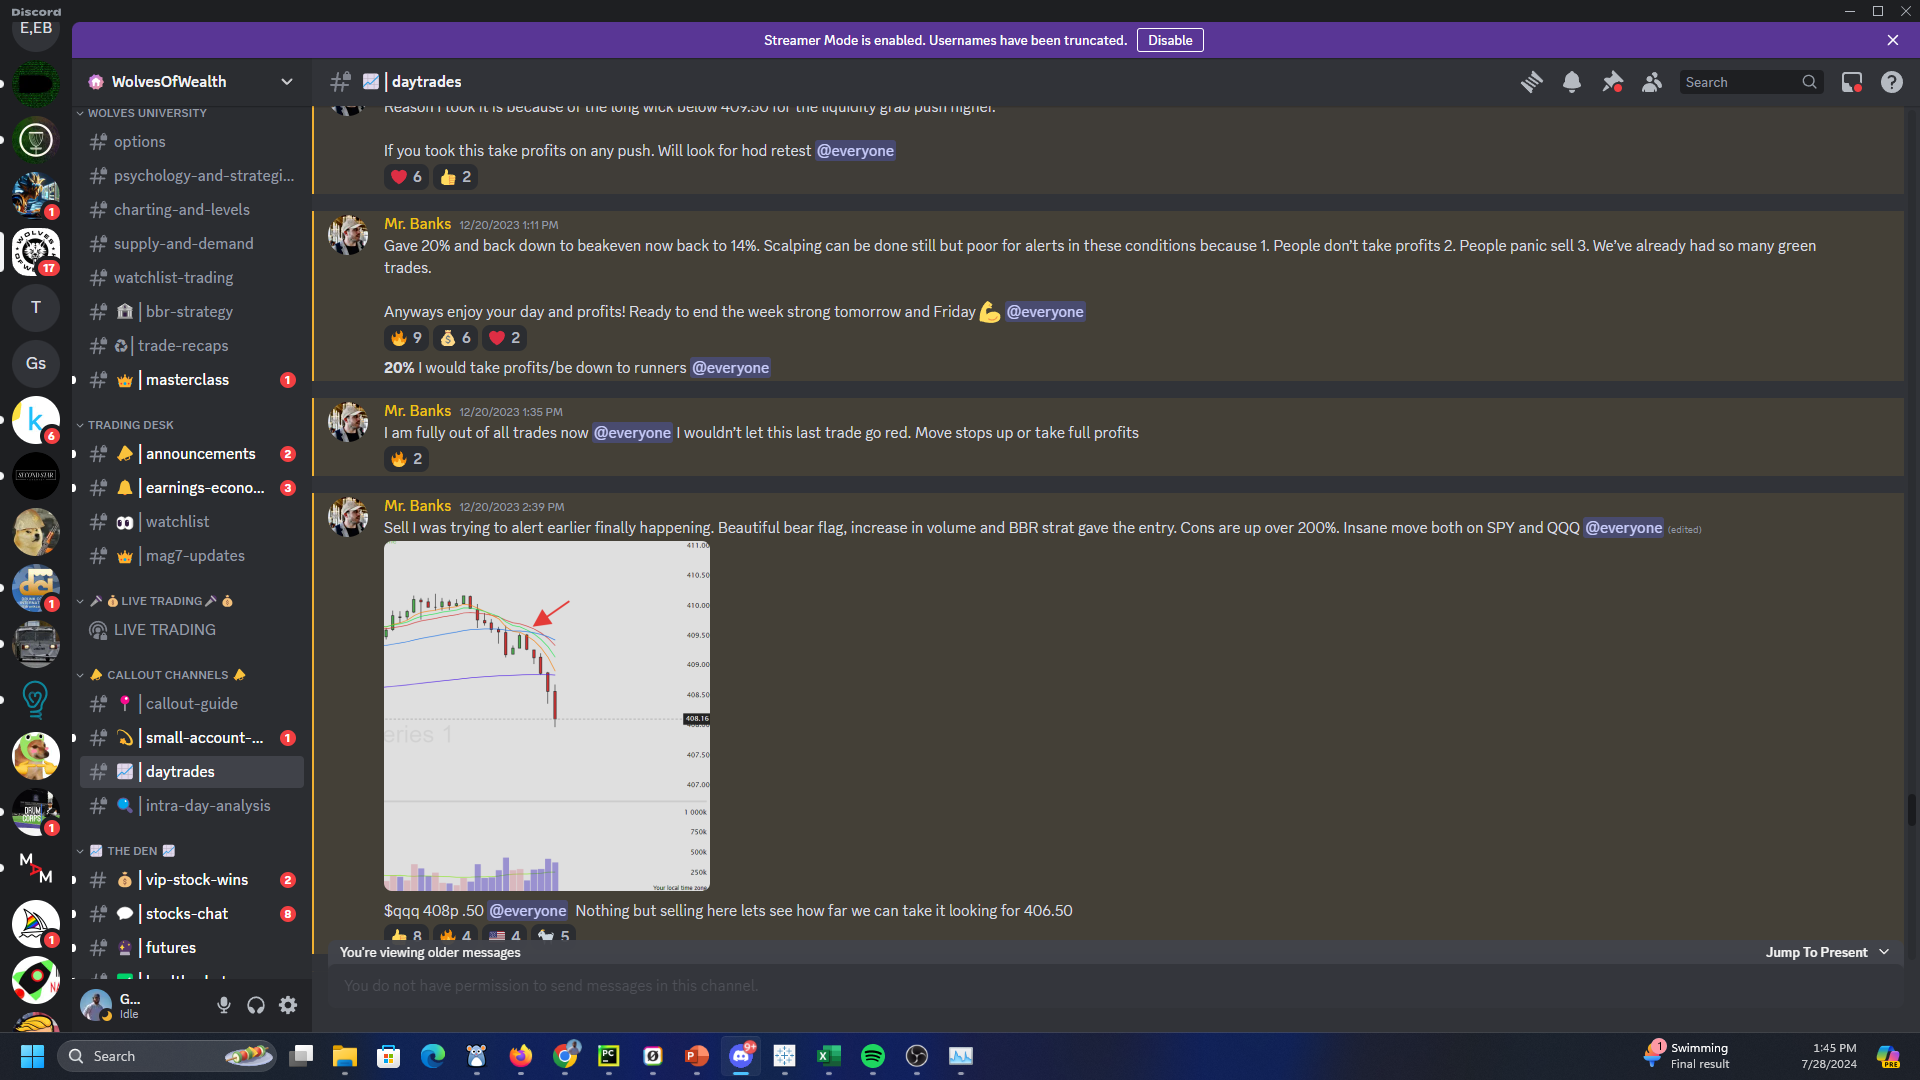 Discord
E,EB
Streamer Mode is enabled. Usernames have been truncated.
Disable
WolvesOfWealth
| daytrades
Search
WOLVES UNIVERSITY
options
psychology-and-strategi...
charting-and-levels
supply-and-demand
watchlist-trading
| bbr-strategy
| trade-recaps
| masterclass 1
TRADING DESK
| announcements 2
| earnings-econo... 3
| watchlist
| mag7-updates
LIVE TRADING
LIVE TRADING
CALLOUT CHANNELS
| callout-guide
| small-account-... 1
| daytrades
| intra-day-analysis
THE DEN
| vip-stock-wins 2
| stocks-chat 8
| futures
1
WOLVES
17
T
Gs
k
6
SECOND STAR
dci
1
DRUM CORPS
1
M A M
1
G...
Idle
Reason I took it is because of the long wick below 409.50 for the liquidity grab push higher.
If you took this take profits on any push. Will look for hod retest @everyone
6 2
Mr. Banks 12/20/2023 1:11 PM
Gave 20% and back down to beakeven now back to 14%. Scalping can be done still but poor for alerts in these conditions because 1. People don't take profits 2. People panic sell 3. We've already had so many green
trades.
Anyways enjoy your day and profits! Ready to end the week strong tomorrow and Friday @everyone
9 6 2
20% I would take profits/be down to runners @everyone
Mr. Banks 12/20/2023 1:35 PM
I am fully out of all trades now @everyone I wouldn't let this last trade go red. Move stops up or take full profits
2
Mr. Banks 12/20/2023 2:39 PM
Sell I was trying to alert earlier finally happening. Beautiful bear flag, increase in volume and BBR strat gave the entry. Cons are up over 200%. Insane move both on SPY and QQQ @everyone (edited)
411.00
410.50
410.00
409.50
409.00
408.50
408.16
407.50
407.00
eries 1
1 000k
750k
500k
250k
Your local time zone
$qqq 408p .50 @everyone Nothing but selling here lets see how far we can take it looking for 406.50
8 4 4 5
You're viewing older messages
Jump To Present
You do not have permission to send messages in this channel.
Search
PC
9+
1
Swimming
Final result
1:45 PM
7/28/2024
PRE